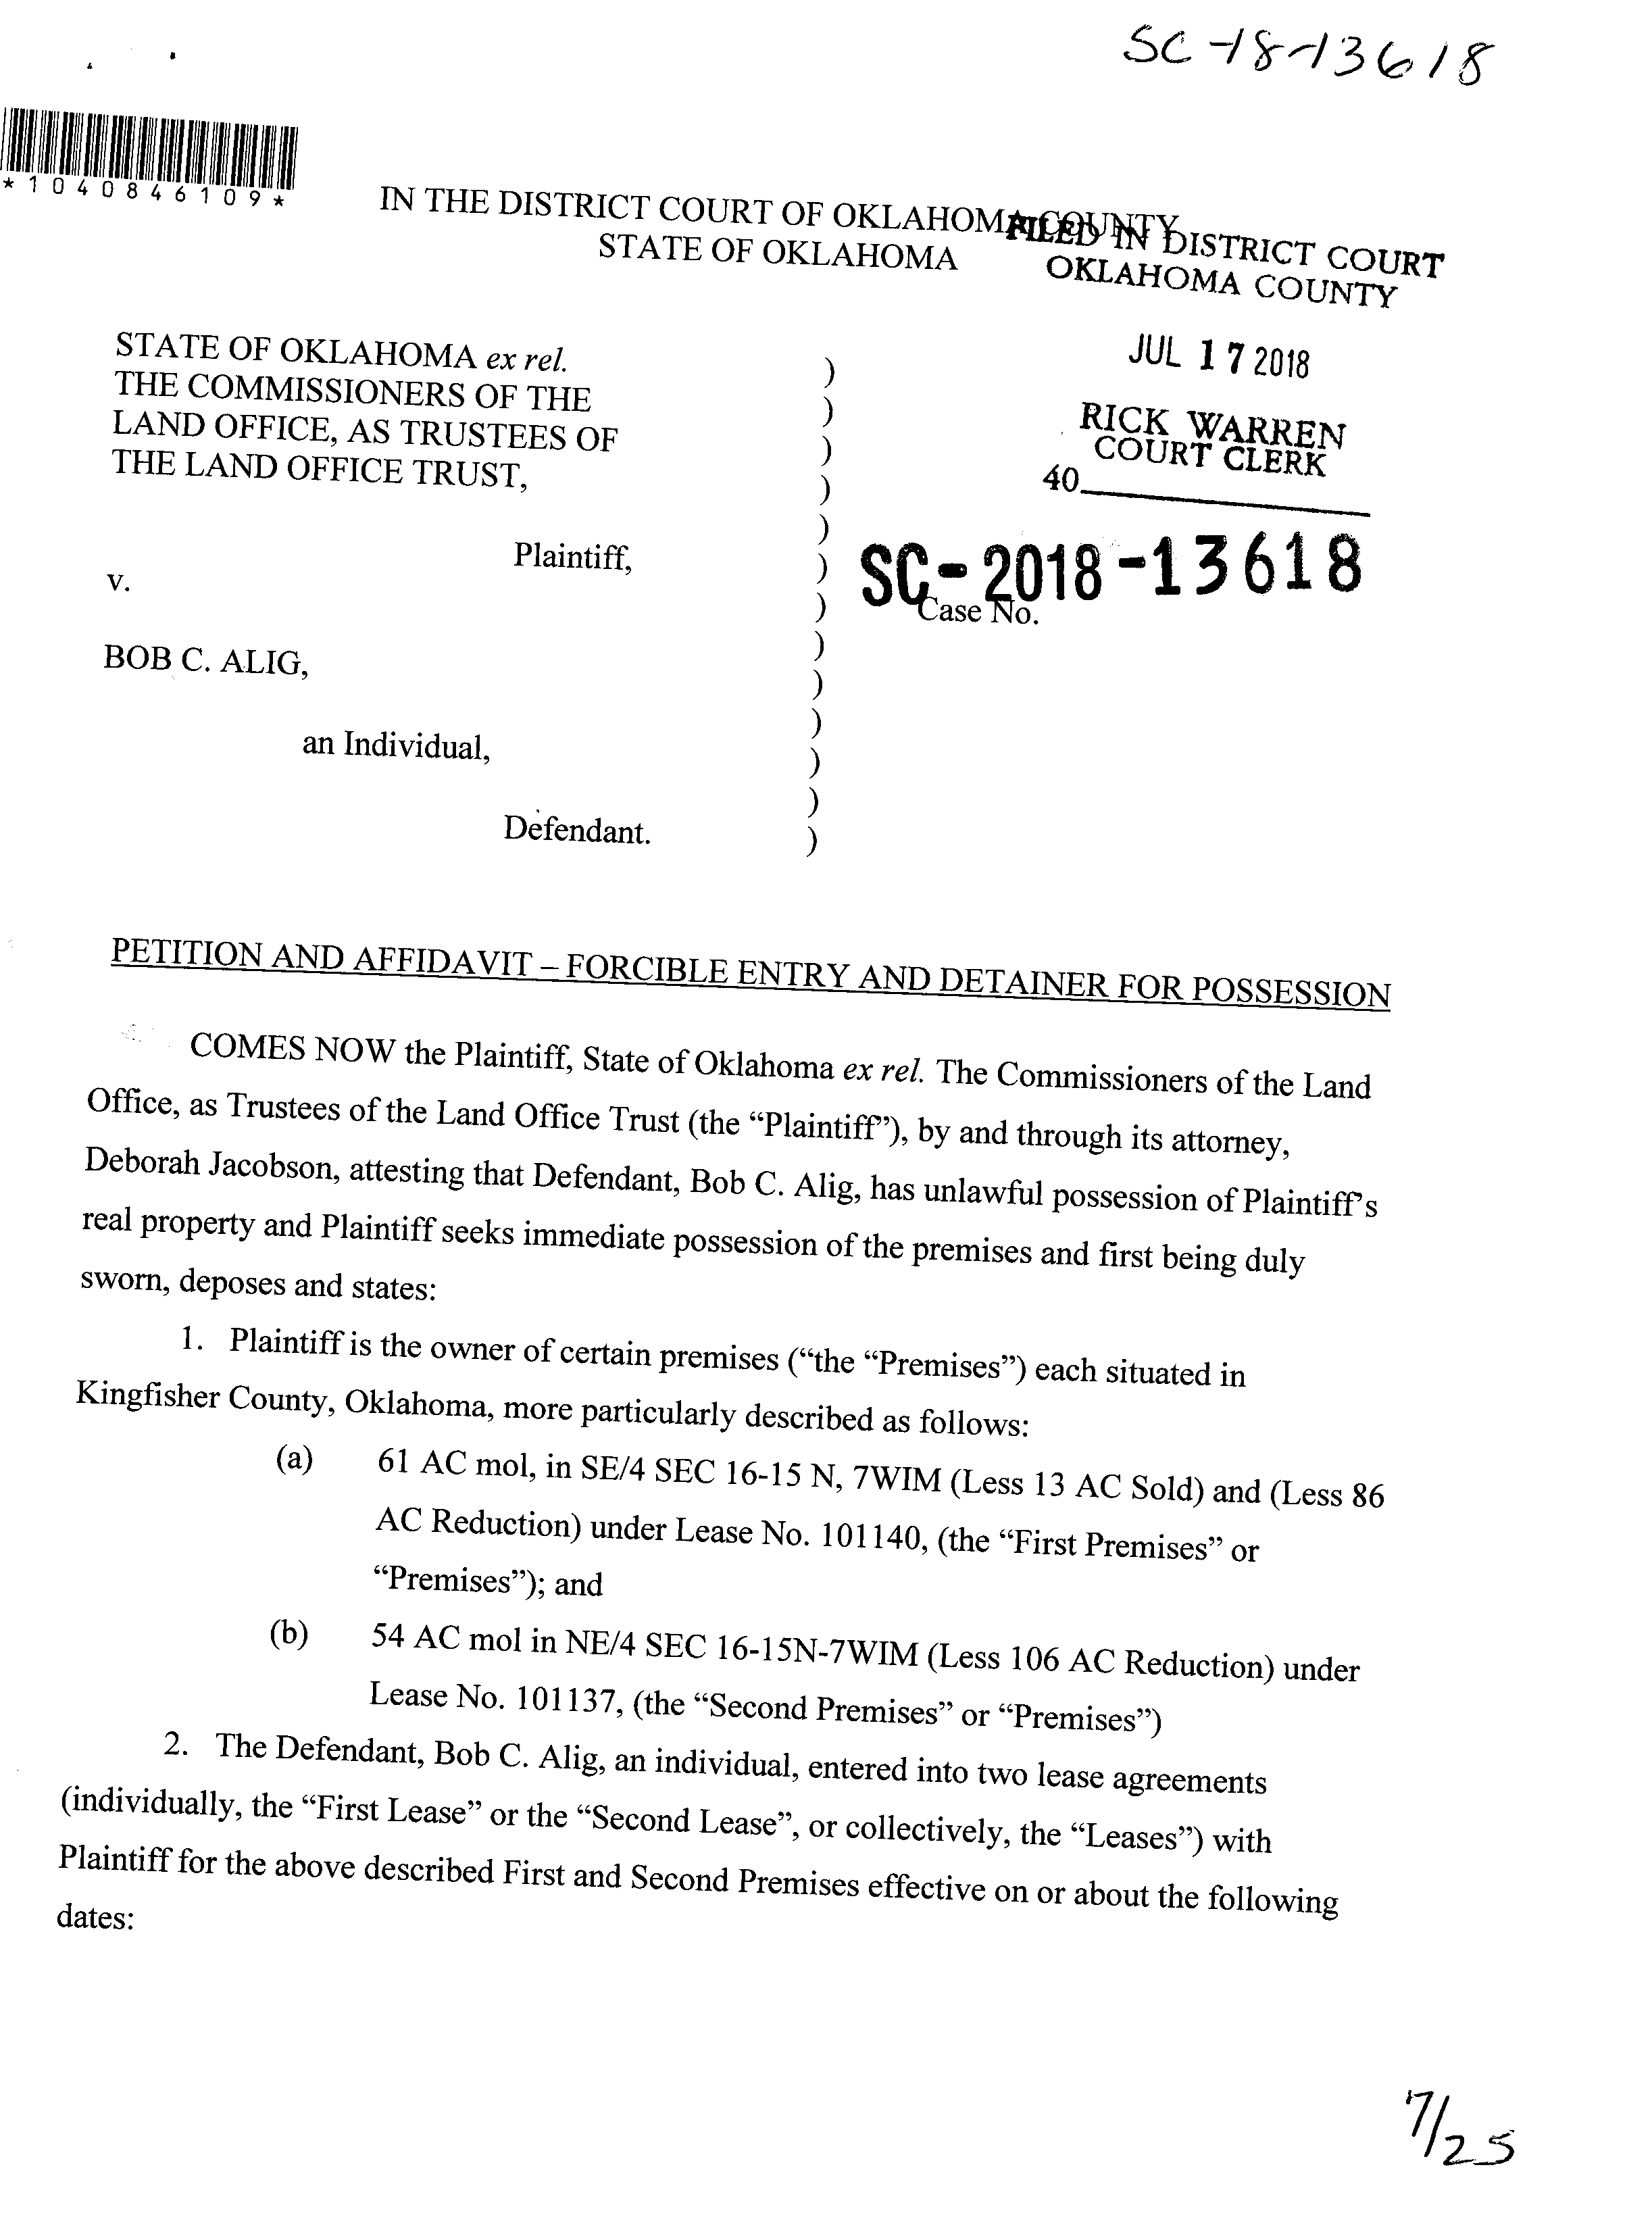 SC-18-13618
*1040846109*
IN THE DISTRICT COURT OF OKLAHOMA COUNTY
STATE OF OKLAHOMA
FILED IN DISTRICT COURT
OKLAHOMA COUNTY
JUL 17 2018
RICK WARREN
COURT CLERK
40
SC-2018-13618
Case No.
STATE OF OKLAHOMA ex rel.
THE COMMISSIONERS OF THE
LAND OFFICE, AS TRUSTEES OF
THE LAND OFFICE TRUST,
Plaintiff,
v.
BOB C. ALIG,
an Individual,
Defendant.
)
)
)
)
)
)
)
)
)
)
)
)
)
PETITION AND AFFIDAVIT – FORCIBLE ENTRY AND DETAINER FOR POSSESSION
COMES NOW the Plaintiff, State of Oklahoma ex rel. The Commissioners of the Land
Office, as Trustees of the Land Office Trust (the “Plaintiff”), by and through its attorney,
Deborah Jacobson, attesting that Defendant, Bob C. Alig, has unlawful possession of Plaintiff’s
real property and Plaintiff seeks immediate possession of the premises and first being duly
sworn, deposes and states:
1. Plaintiff is the owner of certain premises (“the “Premises”) each situated in
Kingfisher County, Oklahoma, more particularly described as follows:
(a) 61 AC mol, in SE/4 SEC 16-15 N, 7WIM (Less 13 AC Sold) and (Less 86
AC Reduction) under Lease No. 101140, (the “First Premises” or
“Premises”); and
(b) 54 AC mol in NE/4 SEC 16-15N-7WIM (Less 106 AC Reduction) under
Lease No. 101137, (the “Second Premises” or “Premises”)
2. The Defendant, Bob C. Alig, an individual, entered into two lease agreements
(individually, the “First Lease” or the “Second Lease”, or collectively, the “Leases”) with
Plaintiff for the above described First and Second Premises effective on or about the following
dates:
7/25